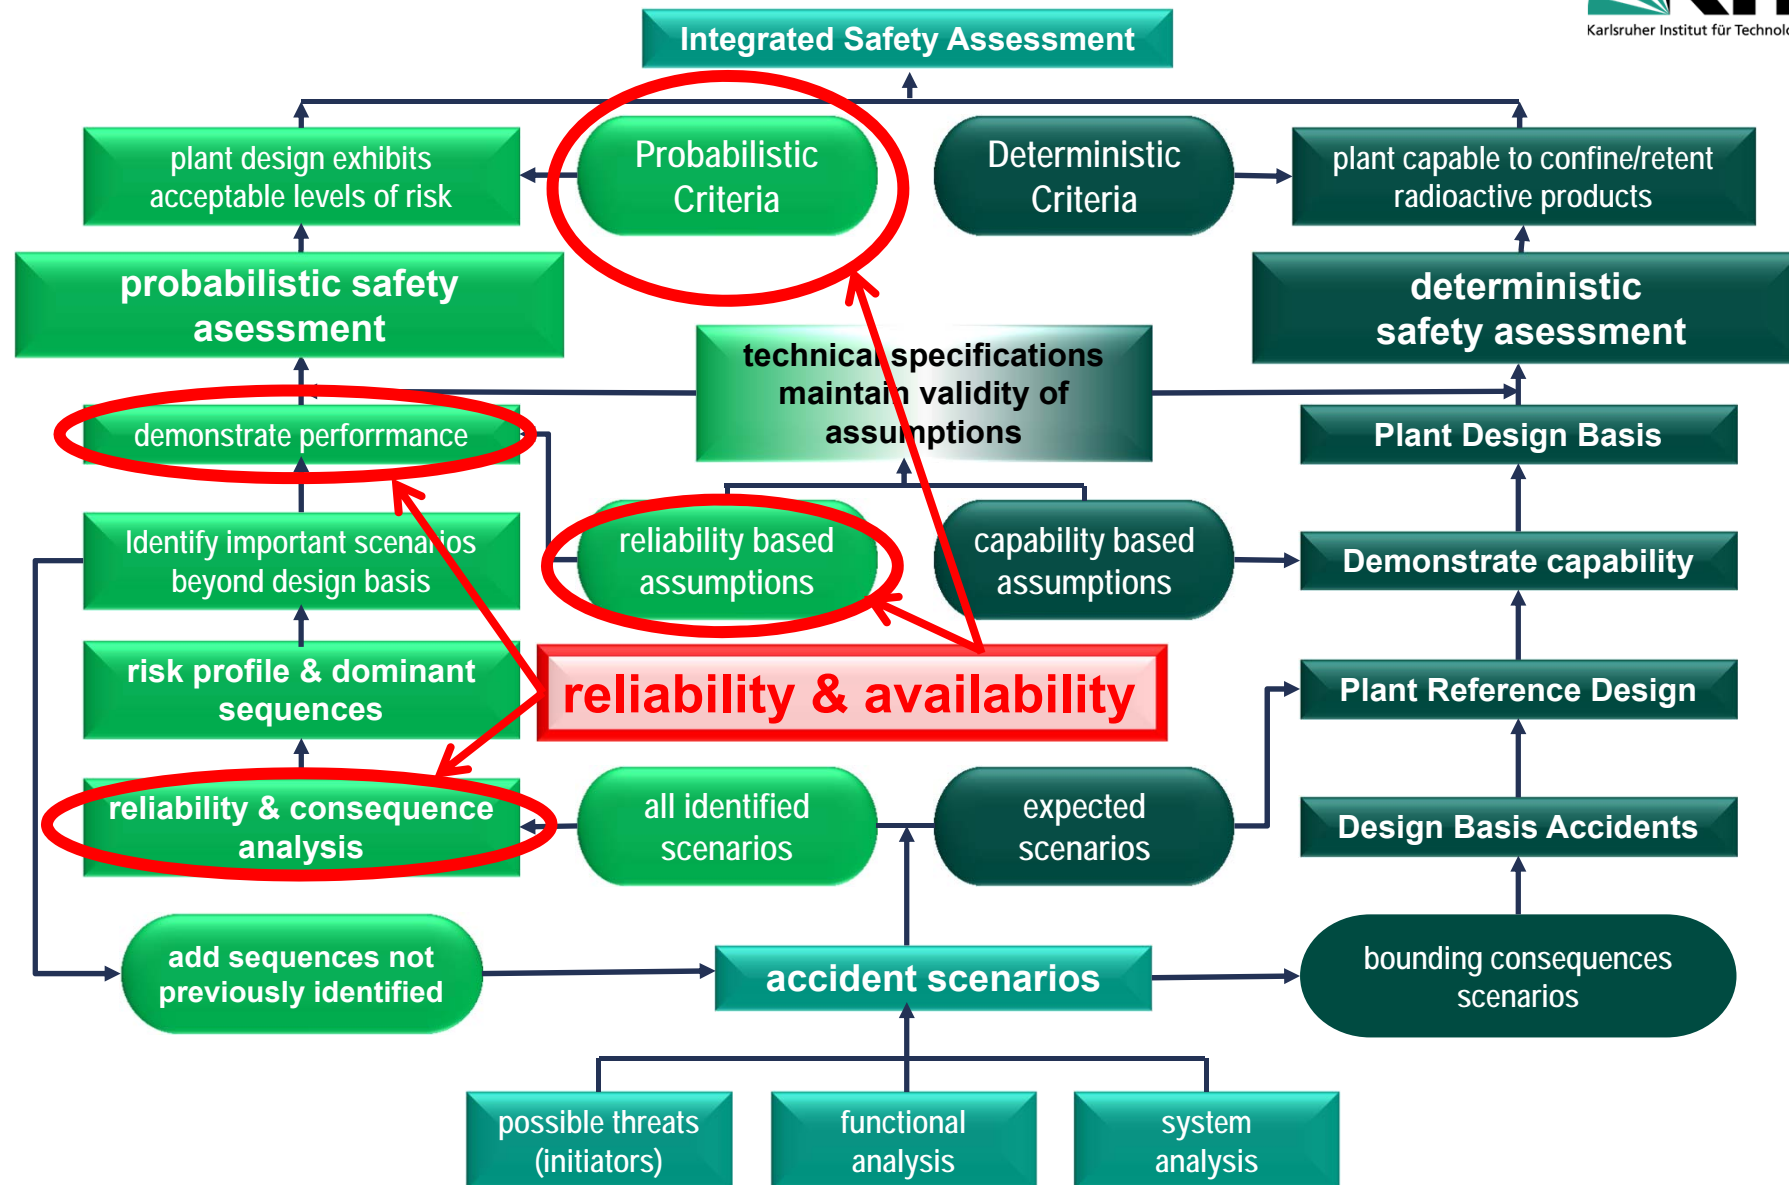 Karlsruher Institut für Technolo
Integrated Safety Assessment
plant design exhibits
acceptable levels of risk
Probabilistic
Criteria
Deterministic
Criteria
plant capable to confine/retent
radioactive products
probabilistic safety
asessment
deterministic
safety asessment
technical specifications
maintain validity of
assumptions
demonstrate perforrmance
Plant Design Basis
Identify important scenarios
beyond design basis
reliability based
assumptions
capability based
assumptions
Demonstrate capability
risk profile & dominant
sequences
reliability & availability
Plant Reference Design
reliability & consequence
analysis
all identified
scenarios
expected
scenarios
Design Basis Accidents
add sequences not
previously identified
accident scenarios
bounding consequences
scenarios
possible threats
(initiators)
functional
analysis
system
analysis